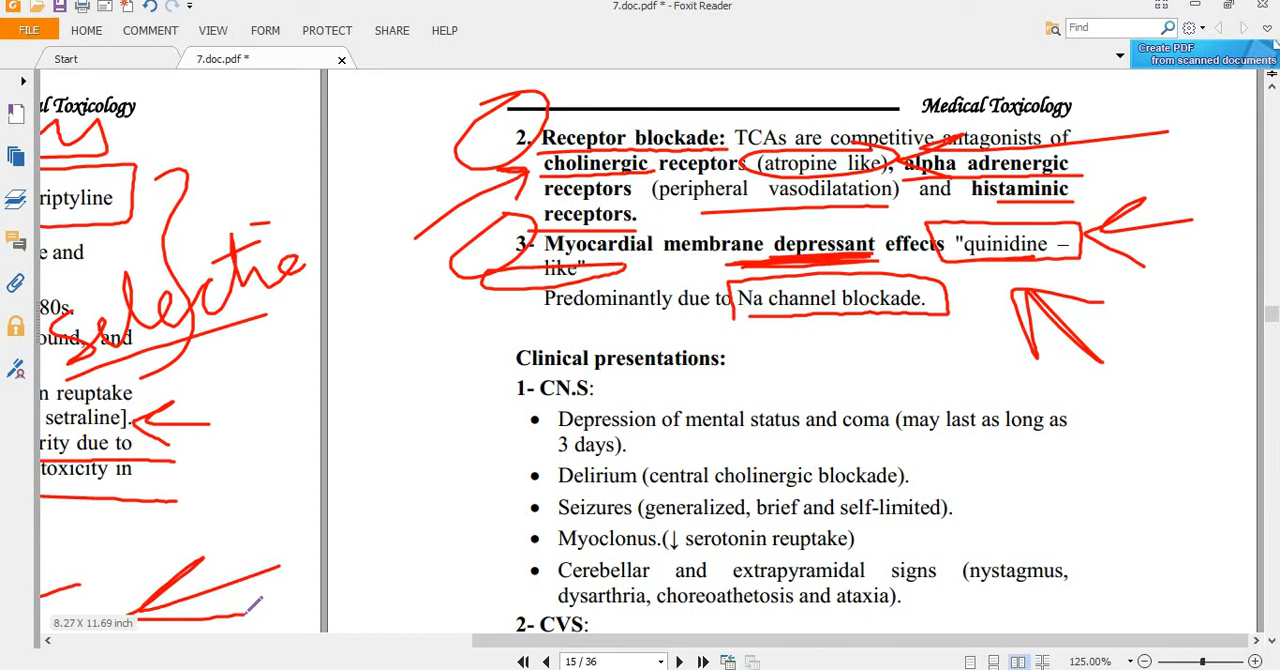 7.doc.pdf * - Foxit Reader
FILE HOME COMMENT VIEW FORM PROTECT SHARE HELP
Find
Start 7.doc.pdf *
Create PDF
from scanned documents
al Toxicology
riptyline
e and
80s.
ound, and
n reuptake
setraline].
rity due to
toxicity in
selective
Medical Toxicology
2. Receptor blockade: TCAs are competitive antagonists of
cholinergic receptors (atropine like), alpha adrenergic
receptors (peripheral vasodilatation) and histaminic
receptors.
3- Myocardial membrane depressant effects "quinidine –
like"
Predominantly due to Na channel blockade.
Clinical presentations:
1- CN.S:
• Depression of mental status and coma (may last as long as
3 days).
• Delirium (central cholinergic blockade).
• Seizures (generalized, brief and self-limited).
• Myoclonus.(↓ serotonin reuptake)
• Cerebellar and extrapyramidal signs (nystagmus,
dysarthria, choreoathetosis and ataxia).
2- CVS:
8.27 x 11.69 inch
15 / 36
125.00%